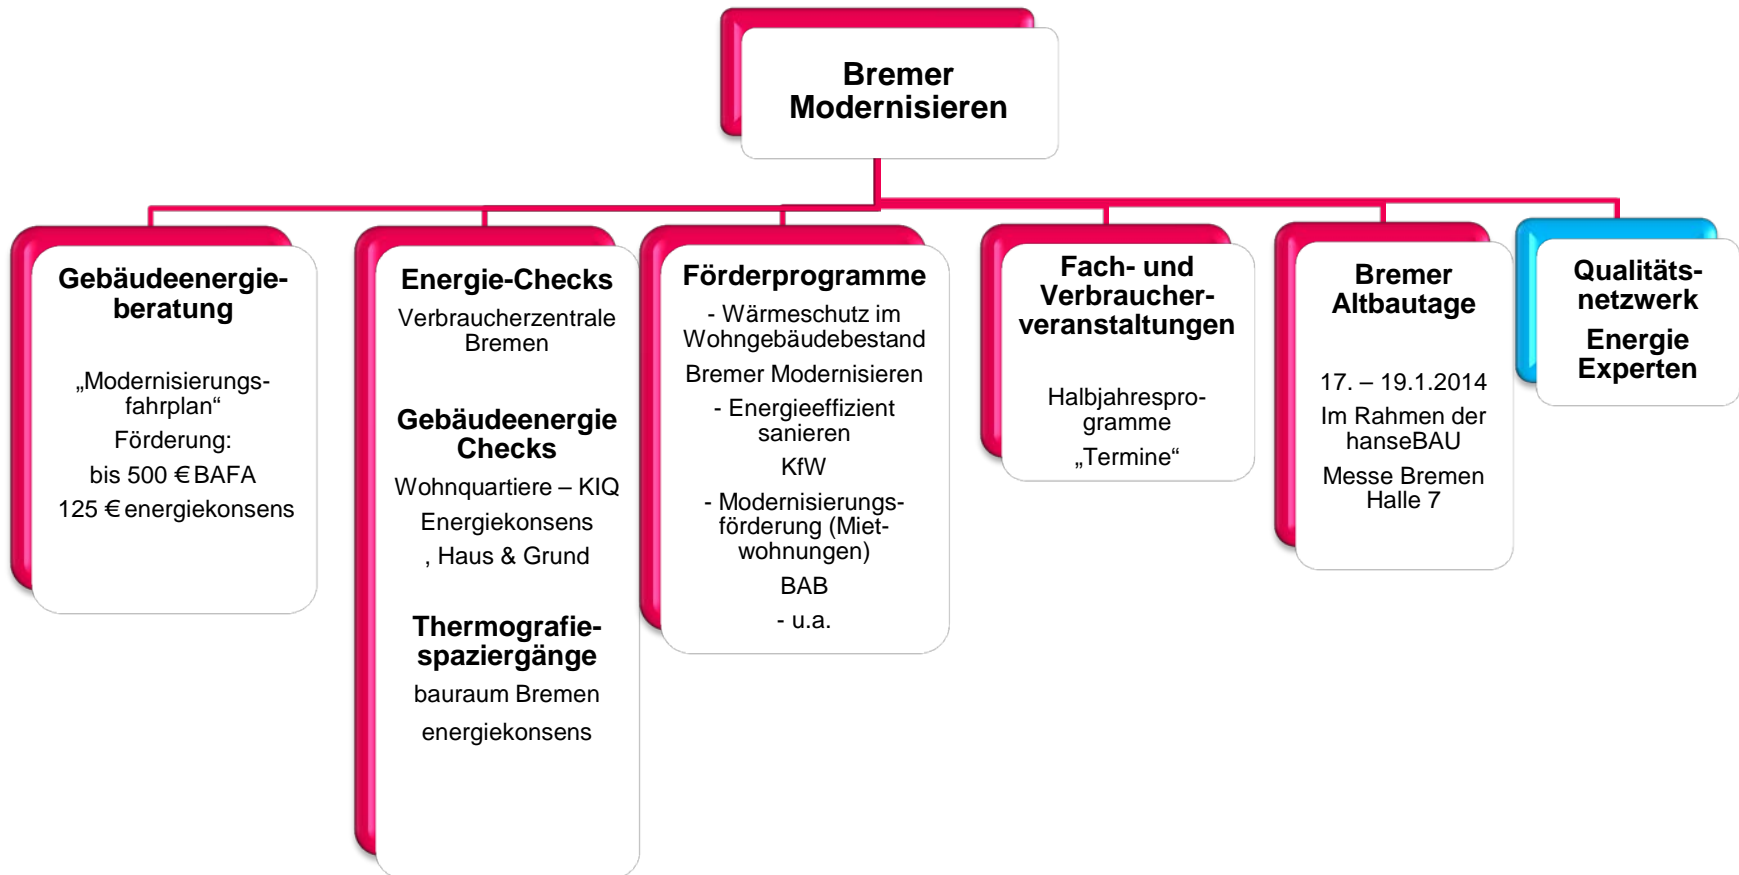 Bremer
Modernisieren
Gebäudeenergie-
beratung
„Modernisierungs-
fahrplan“
Förderung:
bis 500 € BAFA
125 € energiekonsens
Energie-Checks
Verbraucherzentrale
Bremen
Gebäudeenergie
Checks
Wohnquartiere – KIQ
Energiekonsens
, Haus & Grund
Thermografie-
spaziergänge
bauraum Bremen
energiekonsens
Förderprogramme
- Wärmeschutz im
Wohngebäudebestand
Bremer Modernisieren
- Energieeffizient
sanieren
KfW
- Modernisierungs-
förderung (Miet-
wohnungen)
BAB
- u.a.
Fach- und
Verbraucher-
veranstaltungen
Halbjahrespro-
gramme
„Termine“
Bremer
Altbautage
17. – 19.1.2014
Im Rahmen der
hanseBAU
Messe Bremen
Halle 7
Qualitäts-
netzwerk
Energie
Experten